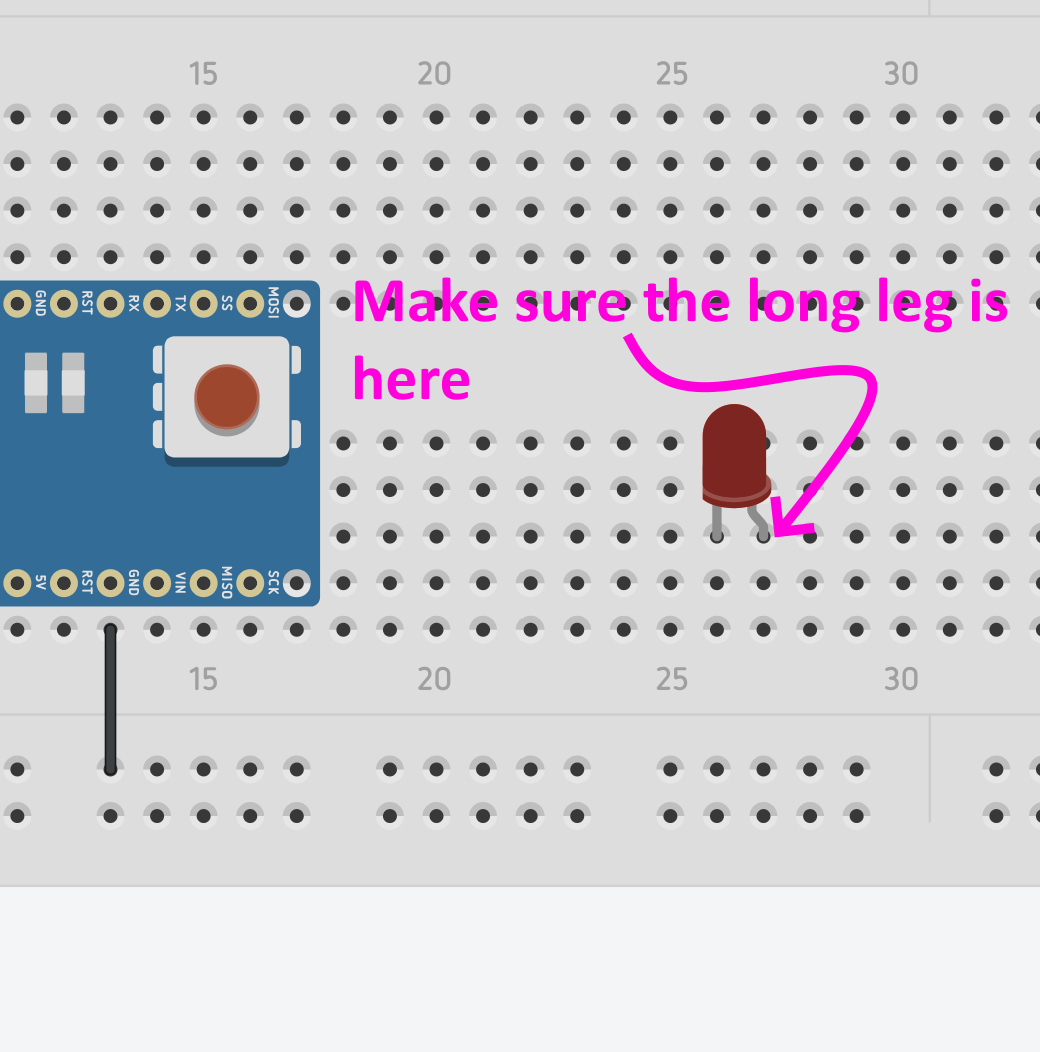 15 20 25 30
GND RST RX TX SS MOSI
Make sure the long leg is
here
5V RST GND VIN MISO SCK
15 20 25 30